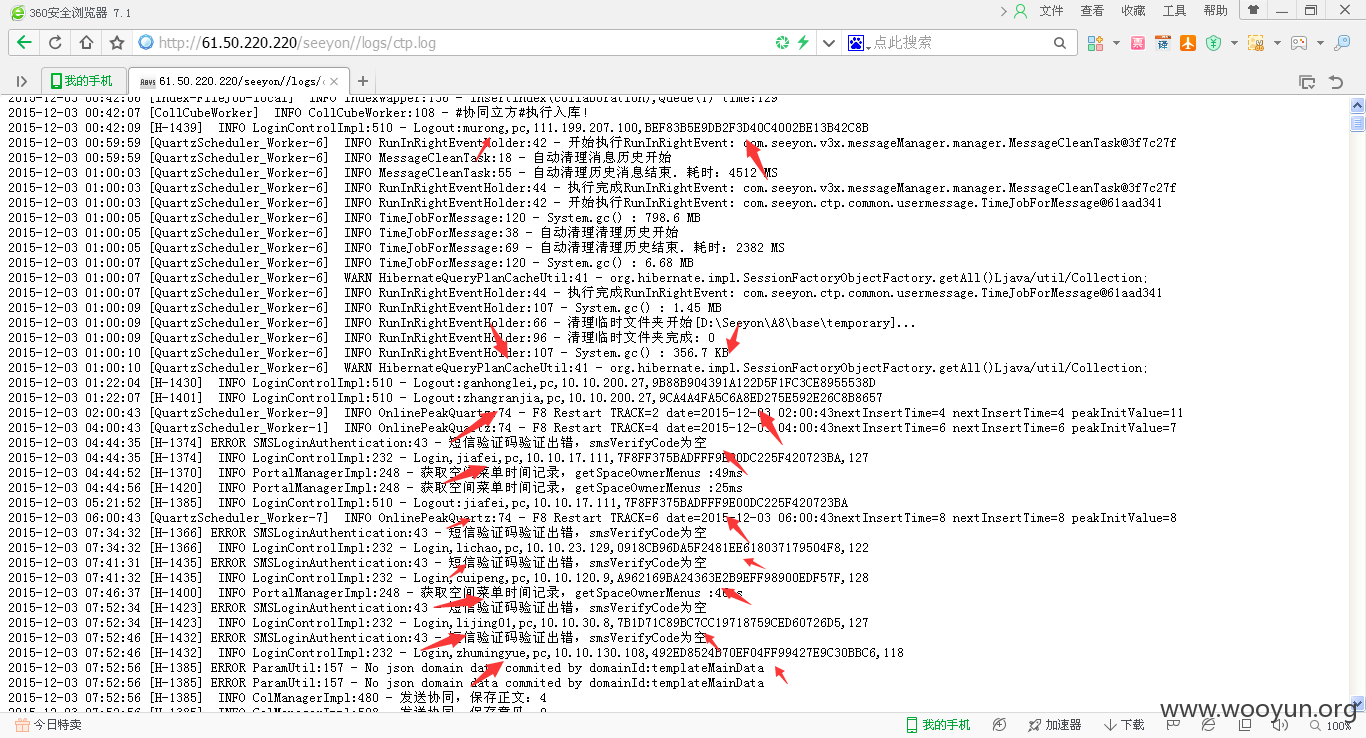 360安全浏览器 7.1
文件 查看 收藏 工具 帮助
http://61.50.220.220/seeyon//logs/ctp.log
点此搜索
我的手机
61.50.220.220/seeyon//logs/
2015-12-03 00:42:06 [Index-FileJob-local] INFO IndexWapper:136 - insertIndex(collaboration),Queue(1) time:129
2015-12-03 00:42:07 [CollCubeWorker] INFO CollCubeWorker:108 - #协同立方#执行入库!
2015-12-03 00:42:09 [H-1439] INFO LoginControlImpl:510 - Logout:murong,pc,111.199.207.100,BEF83B5E9DB2F3D40C4002BE13B42C8B
2015-12-03 00:59:59 [QuartzScheduler_Worker-6] INFO RunInRightEventHolder:42 - 开始执行RunInRightEvent: com.seeyon.v3x.messageManager.manager.MessageCleanTask@3f7c27f
2015-12-03 00:59:59 [QuartzScheduler_Worker-6] INFO MessageCleanTask:18 - 自动清理消息历史开始
2015-12-03 01:00:03 [QuartzScheduler_Worker-6] INFO MessageCleanTask:55 - 自动清理历史消息结束. 耗时: 4512 MS
2015-12-03 01:00:03 [QuartzScheduler_Worker-6] INFO RunInRightEventHolder:44 - 执行完成RunInRightEvent: com.seeyon.v3x.messageManager.manager.MessageCleanTask@3f7c27f
2015-12-03 01:00:03 [QuartzScheduler_Worker-6] INFO RunInRightEventHolder:42 - 开始执行RunInRightEvent: com.seeyon.ctp.common.usermessage.TimeJobForMessage@61aad341
2015-12-03 01:00:05 [QuartzScheduler_Worker-6] INFO TimeJobForMessage:120 - System.gc() : 798.6 MB
2015-12-03 01:00:05 [QuartzScheduler_Worker-6] INFO TimeJobForMessage:38 - 自动清理清理历史开始
2015-12-03 01:00:05 [QuartzScheduler_Worker-6] INFO TimeJobForMessage:69 - 自动清理清理历史结束. 耗时: 2382 MS
2015-12-03 01:00:07 [QuartzScheduler_Worker-6] INFO TimeJobForMessage:120 - System.gc() : 6.68 MB
2015-12-03 01:00:07 [QuartzScheduler_Worker-6] WARN HibernateQueryPlanCacheUtil:41 - org.hibernate.impl.SessionFactoryObjectFactory.getAll()Ljava/util/Collection;
2015-12-03 01:00:07 [QuartzScheduler_Worker-6] INFO RunInRightEventHolder:44 - 执行完成RunInRightEvent: com.seeyon.ctp.common.usermessage.TimeJobForMessage@61aad341
2015-12-03 01:00:09 [QuartzScheduler_Worker-6] INFO RunInRightEventHolder:107 - System.gc() : 1.45 MB
2015-12-03 01:00:09 [QuartzScheduler_Worker-6] INFO RunInRightEventHolder:66 - 清理临时文件夹开始[D:\Seeyon\A8\base\temporary]...
2015-12-03 01:00:09 [QuartzScheduler_Worker-6] INFO RunInRightEventHolder:96 - 清理临时文件夹完成: 0
2015-12-03 01:00:10 [QuartzScheduler_Worker-6] INFO RunInRightEventHolder:107 - System.gc() : 356.7 KB
2015-12-03 01:00:10 [QuartzScheduler_Worker-6] WARN HibernateQueryPlanCacheUtil:41 - org.hibernate.impl.SessionFactoryObjectFactory.getAll()Ljava/util/Collection;
2015-12-03 01:22:04 [H-1430] INFO LoginControlImpl:510 - Logout:ganhonglei,pc,10.10.200.27,9B88B904391A122D5F1FC3CE8955538D
2015-12-03 01:22:07 [H-1401] INFO LoginControlImpl:510 - Logout:zhangranjia,pc,10.10.200.27,9CA4A4FA5C6A8ED275E592E26C8B8657
2015-12-03 02:00:43 [QuartzScheduler_Worker-9] INFO OnlinePeakQuartz:74 - F8 Restart TRACK=2 date=2015-12-03 02:00:43nextInsertTime=4 nextInsertTime=4 peakInitValue=11
2015-12-03 04:00:43 [QuartzScheduler_Worker-1] INFO OnlinePeakQuartz:74 - F8 Restart TRACK=4 date=2015-12-03 04:00:43nextInsertTime=6 nextInsertTime=6 peakInitValue=7
2015-12-03 04:44:35 [H-1374] ERROR SMSLoginAuthentication:43 - 短信验证码验证出错，smsVerifyCode为空
2015-12-03 04:44:35 [H-1374] INFO LoginControlImpl:232 - Login,jiafei,pc,10.10.17.111,7F8FF375BADFFF9E00DC225F420723BA,127
2015-12-03 04:44:52 [H-1370] INFO PortalManagerImpl:248 - 获取空间菜单时间记录，getSpaceOwnerMenus :49ms
2015-12-03 04:44:56 [H-1420] INFO PortalManagerImpl:248 - 获取空间菜单时间记录，getSpaceOwnerMenus :25ms
2015-12-03 05:21:52 [H-1385] INFO LoginControlImpl:510 - Logout:jiafei,pc,10.10.17.111,7F8FF375BADFFF9E00DC225F420723BA
2015-12-03 06:00:43 [QuartzScheduler_Worker-7] INFO OnlinePeakQuartz:74 - F8 Restart TRACK=6 date=2015-12-03 06:00:43nextInsertTime=8 nextInsertTime=8 peakInitValue=8
2015-12-03 07:34:32 [H-1366] ERROR SMSLoginAuthentication:43 - 短信验证码验证出错，smsVerifyCode为空
2015-12-03 07:34:32 [H-1366] INFO LoginControlImpl:232 - Login,lichao,pc,10.10.23.129,0918CB96DA5F2481EE618037179504F8,122
2015-12-03 07:41:31 [H-1435] ERROR SMSLoginAuthentication:43 - 短信验证码验证出错，smsVerifyCode为空
2015-12-03 07:41:32 [H-1435] INFO LoginControlImpl:232 - Login,cuipeng,pc,10.10.120.9,A962169BA24363E2B9EFF98900EDF57F,128
2015-12-03 07:46:37 [H-1400] INFO PortalManagerImpl:248 - 获取空间菜单时间记录，getSpaceOwnerMenus
2015-12-03 07:52:34 [H-1423] ERROR SMSLoginAuthentication:43 - 短信验证码验证出错，smsVerifyCode为空
2015-12-03 07:52:34 [H-1423] INFO LoginControlImpl:232 - Login,lijing01,pc,10.10.30.8,7B1D71C89BC7CC19718759CED60726D5,127
2015-12-03 07:52:46 [H-1432] ERROR SMSLoginAuthentication:43 - 短信验证码验证出错，smsVerifyCode为空
2015-12-03 07:52:46 [H-1432] INFO LoginControlImpl:232 - Login,zhumingyue,pc,10.10.130.108,492ED8524B70EF04FF99427E9C30BBC6,118
2015-12-03 07:52:56 [H-1385] ERROR ParamUtil:157 - No json domain data commited by domainId:templateMainData
2015-12-03 07:52:56 [H-1385] ERROR ParamUtil:157 - No json domain data commited by domainId:templateMainData
2015-12-03 07:52:56 [H-1385] INFO ColManagerImpl:480 - 发送协同，保存正文: 4
2015-12-03 07:52:56 [H-1385] INFO ColManagerImpl:508 - 发送协同，保存意见
www.wooyun.org
今日特卖
我的手机 加速器 下载 100%